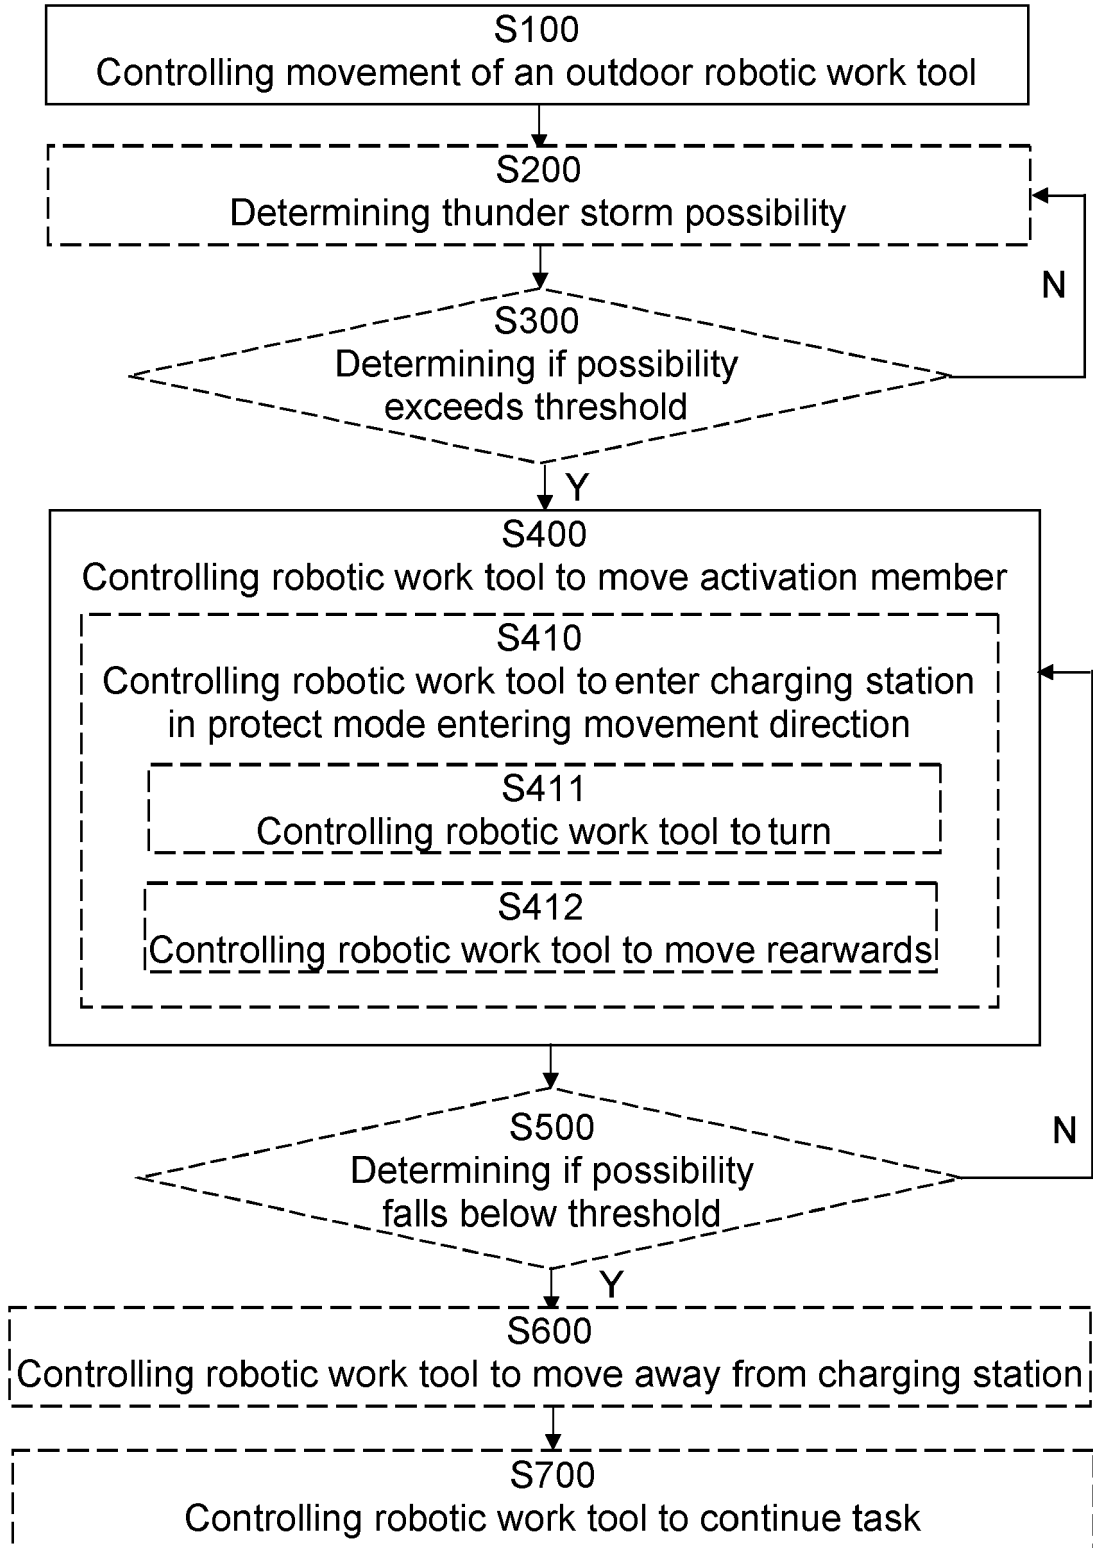 S100
Controlling movement of an outdoor robotic work tool
S200
Determining thunder storm possibility
N
S300
Determining if possibility
exceeds threshold
Y
S400
Controlling robotic work tool to move activation member
S410
Controlling robotic work tool to enter charging station
in protect mode entering movement direction
S411
Controlling robotic work tool to turn
S412
Controlling robotic work tool to move rearwards
S500
N
Determining if possibility
falls below threshold
Y
S600
Controlling robotic work tool to move away from charging station
S700
Controlling robotic work tool to continue task